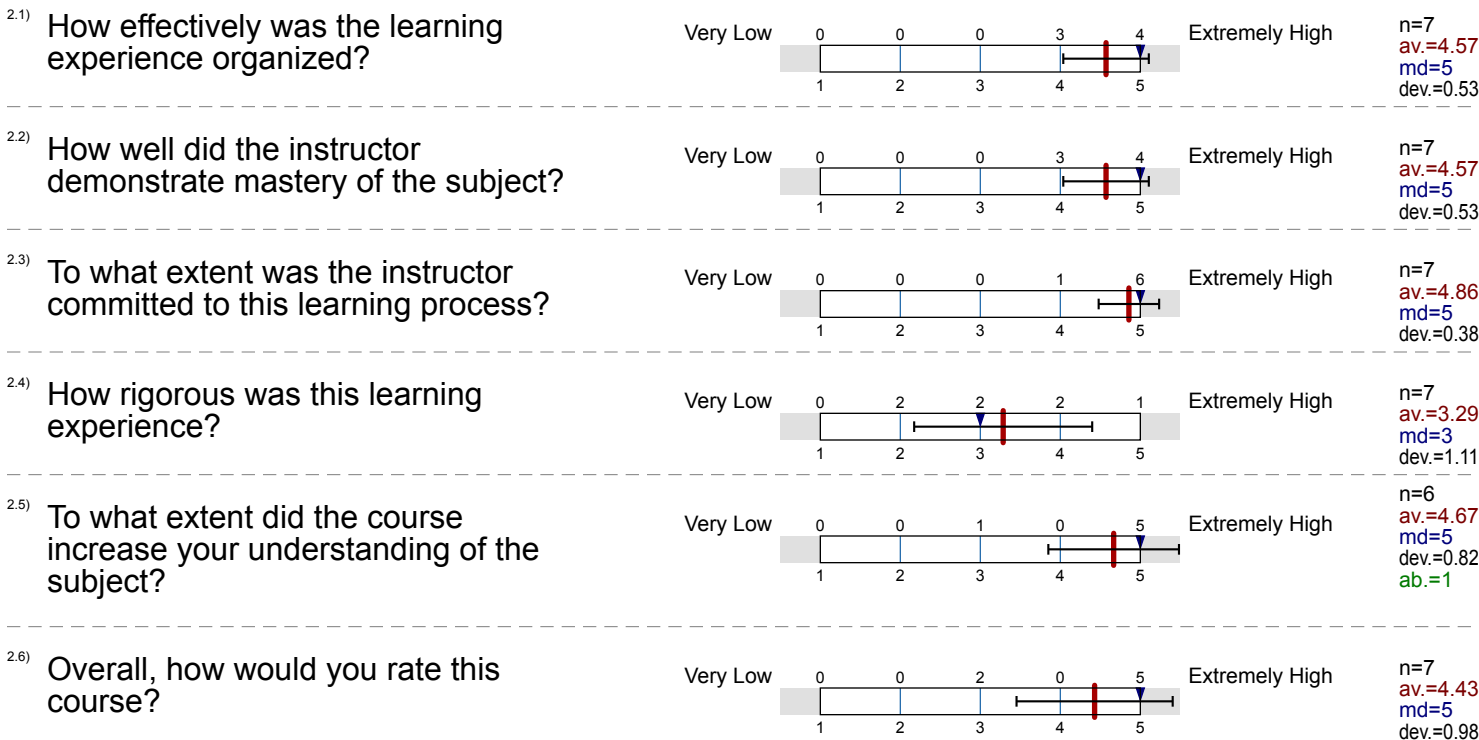 2.1) How effectively was the learning
experience organized?
Very Low 0 0 0 3 4 Extremely High
1 2 3 4 5
n=7
av.=4.57
md=5
dev.=0.53
2.2) How well did the instructor
demonstrate mastery of the subject?
Very Low 0 0 0 3 4 Extremely High
1 2 3 4 5
n=7
av.=4.57
md=5
dev.=0.53
2.3) To what extent was the instructor
committed to this learning process?
Very Low 0 0 0 1 6 Extremely High
1 2 3 4 5
n=7
av.=4.86
md=5
dev.=0.38
2.4) How rigorous was this learning
experience?
Very Low 0 2 2 2 1 Extremely High
1 2 3 4 5
n=7
av.=3.29
md=3
dev.=1.11
2.5) To what extent did the course
increase your understanding of the
subject?
Very Low 0 0 1 0 5 Extremely High
1 2 3 4 5
n=6
av.=4.67
md=5
dev.=0.82
ab.=1
2.6) Overall, how would you rate this
course?
Very Low 0 0 2 0 5 Extremely High
1 2 3 4 5
n=7
av.=4.43
md=5
dev.=0.98